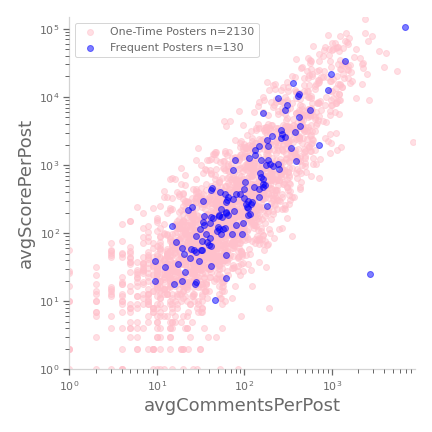 One-Time Posters n=2130
Frequent Posters n=130
avgScorePerPost
10⁵
10⁴
10³
10²
10¹
10⁰
10⁰ 10¹ 10² 10³
avgCommentsPerPost